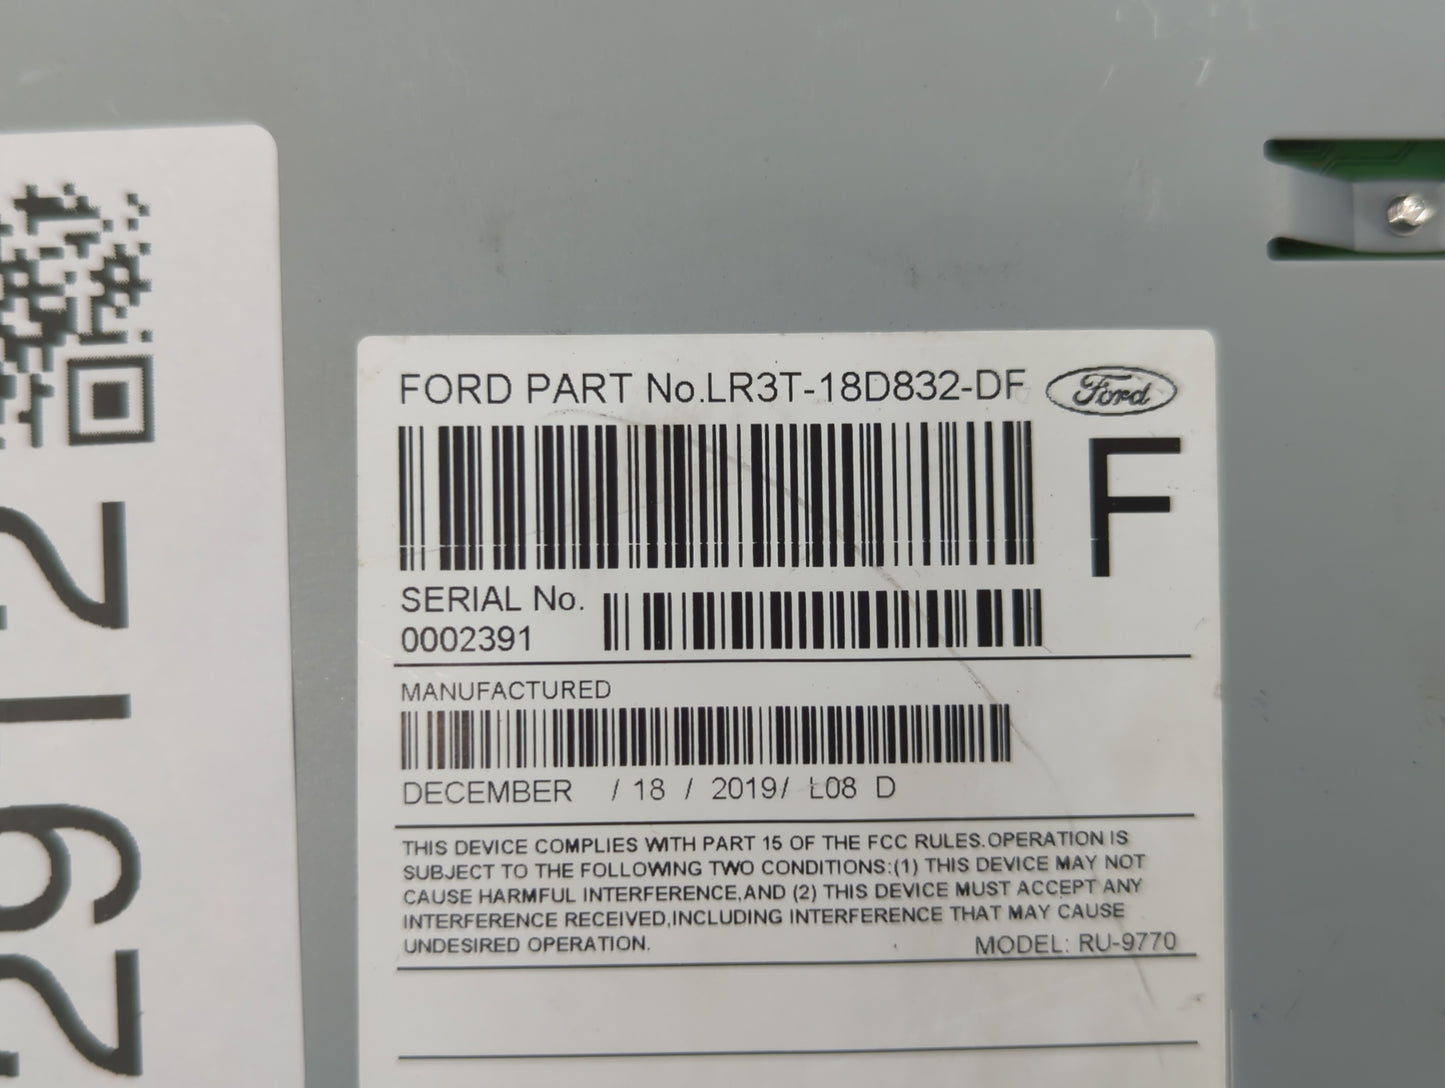 FORD PART No.LR3T-18D832-DF
Ford
F
SERIAL No.
0002391
MANUFACTURED
DECEMBER / 18 / 2019/ L08 D
THIS DEVICE COMPLIES WITH PART 15 OF THE FCC RULES.OPERATION IS
SUBJECT TO THE FOLLOWING TWO CONDITIONS:(1) THIS DEVICE MAY NOT
CAUSE HARMFUL INTERFERENCE,AND (2) THIS DEVICE MUST ACCEPT ANY
INTERFERENCE RECEIVED,INCLUDING INTERFERENCE THAT MAY CAUSE
UNDESIRED OPERATION.
MODEL: RU-9770
2912